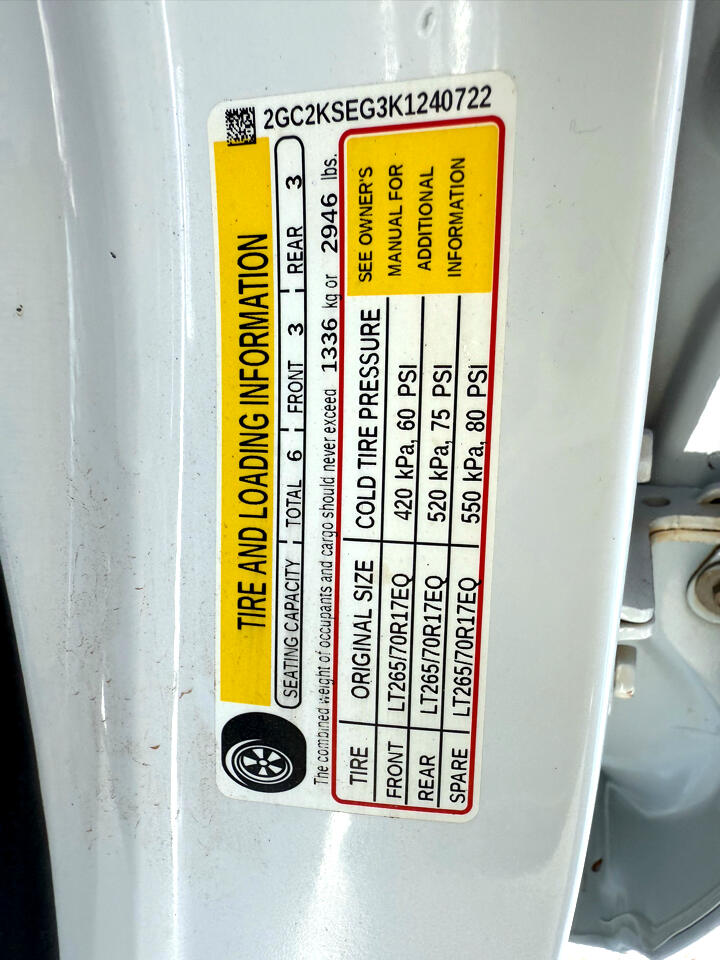 2GC2KSEG3K1240722
TIRE AND LOADING INFORMATION
SEATING CAPACITY TOTAL 6 FRONT 3 REAR 3
The combined weight of occupants and cargo should never exceed 1336 kg or 2946 lbs.
TIRE ORIGINAL SIZE COLD TIRE PRESSURE
FRONT LT265/70R17EQ 420 kPa, 60 PSI
REAR LT265/70R17EQ 520 kPa, 75 PSI
SPARE LT265/70R17EQ 550 kPa, 80 PSI
SEE OWNER'S
MANUAL FOR
ADDITIONAL
INFORMATION